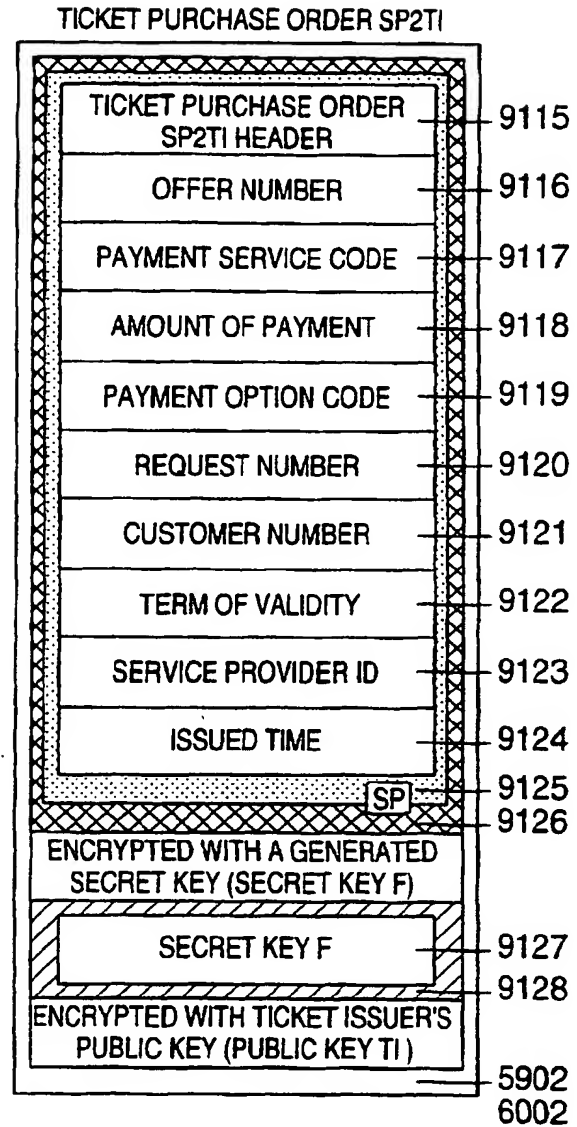 TICKET PURCHASE ORDER SP2TI
TICKET PURCHASE ORDER
SP2TI HEADER
9115
OFFER NUMBER
9116
PAYMENT SERVICE CODE
9117
AMOUNT OF PAYMENT
9118
PAYMENT OPTION CODE
9119
REQUEST NUMBER
9120
CUSTOMER NUMBER
9121
TERM OF VALIDITY
9122
SERVICE PROVIDER ID
9123
ISSUED TIME
9124
SP
9125
9126
ENCRYPTED WITH A GENERATED
SECRET KEY (SECRET KEY F)
SECRET KEY F
9127
9128
ENCRYPTED WITH TICKET ISSUER'S
PUBLIC KEY (PUBLIC KEY TI)
5902
6002